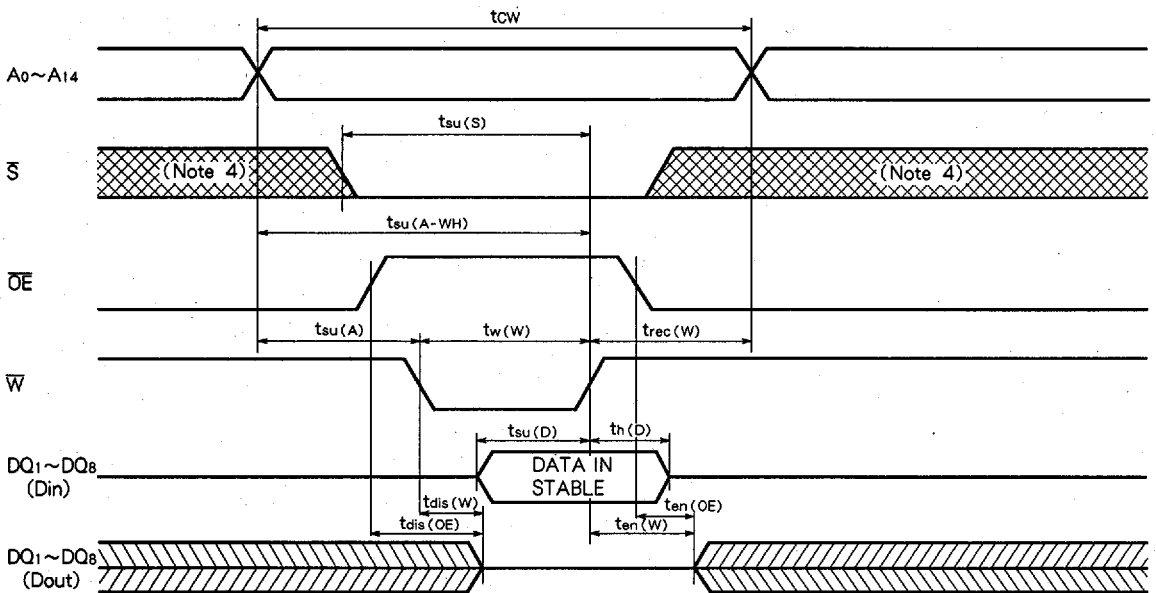 tCW
A0~A14
tsu(S)
S
(Note 4)
(Note 4)
tsu(A-WH)
OE
tsu(A)
tw(W)
trec(W)
W
tsu(D)
th(D)
DQ1~DQ8
(Din)
DATA IN
STABLE
tdis(W)
ten(OE)
tdis(OE)
ten(W)
DQ1~DQ8
(Dout)